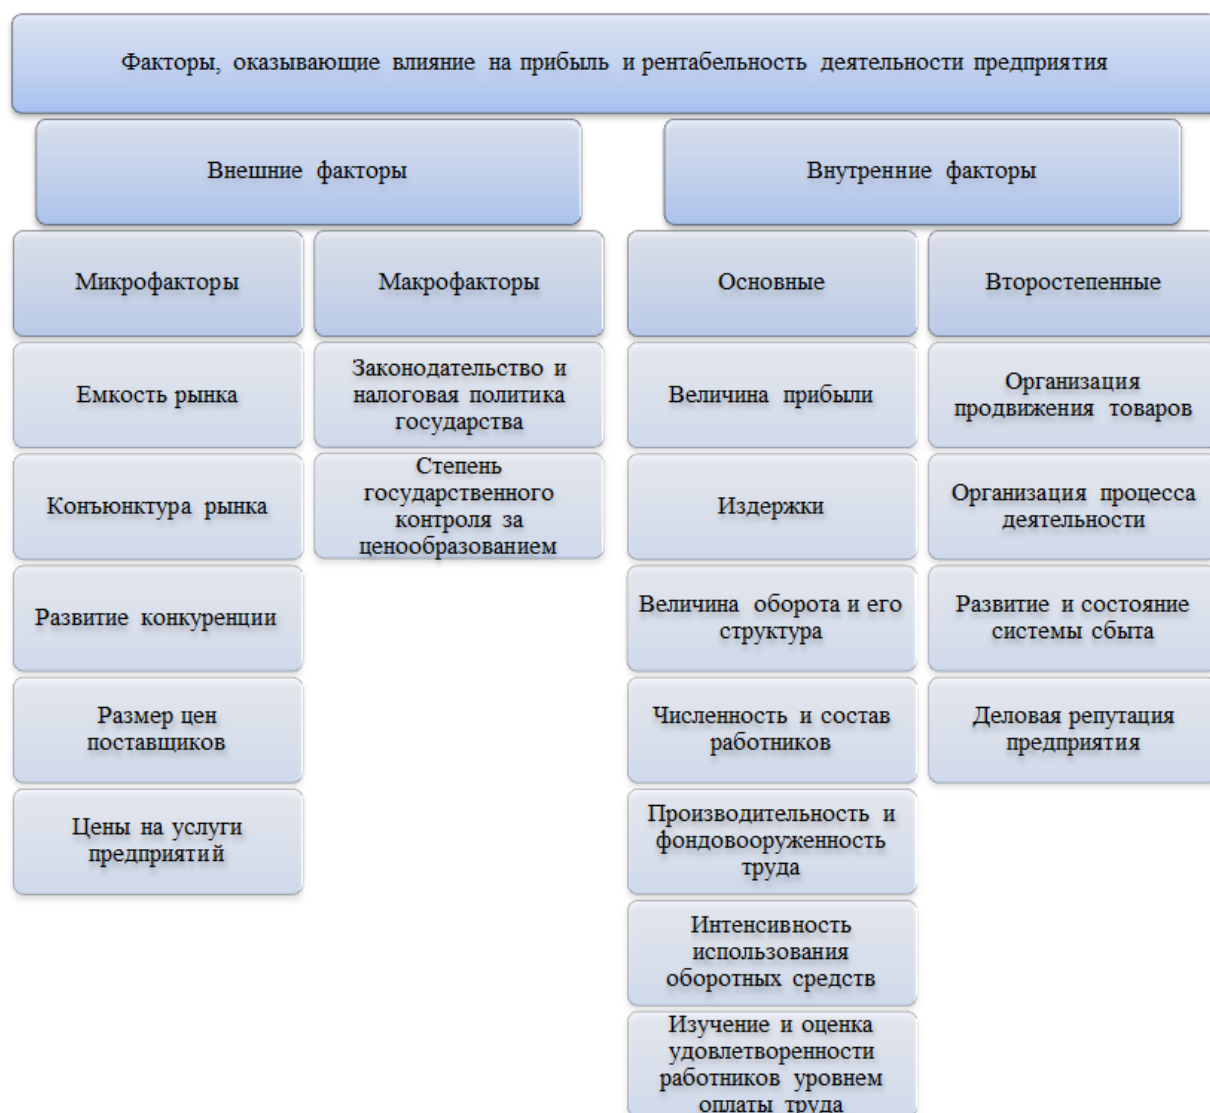 Факторы, оказывающие влияние на прибыль и рентабельность деятельности предприятия
Внешние факторы
Внутренние факторы
Микрофакторы
Макрофакторы
Основные
Второстепенные
Емкость рынка
Законодательство и
налоговая политика
государства
Величина прибыли
Организация
продвижения товаров
Конъюнктура рынка
Степень
государственного
контроля за
ценообразованием
Издержки
Организация процесса
деятельности
Развитие конкуренции
Величина оборота и его
структура
Развитие и состояние
системы сбыта
Размер цен
поставщиков
Численность и состав
работников
Деловая репутация
предприятия
Цены на услуги
предприятий
Производительность и
фондовооруженность
труда
Интенсивность
использования
оборотных средств
Изучение и оценка
удовлетворенности
работников уровнем
оплаты труда